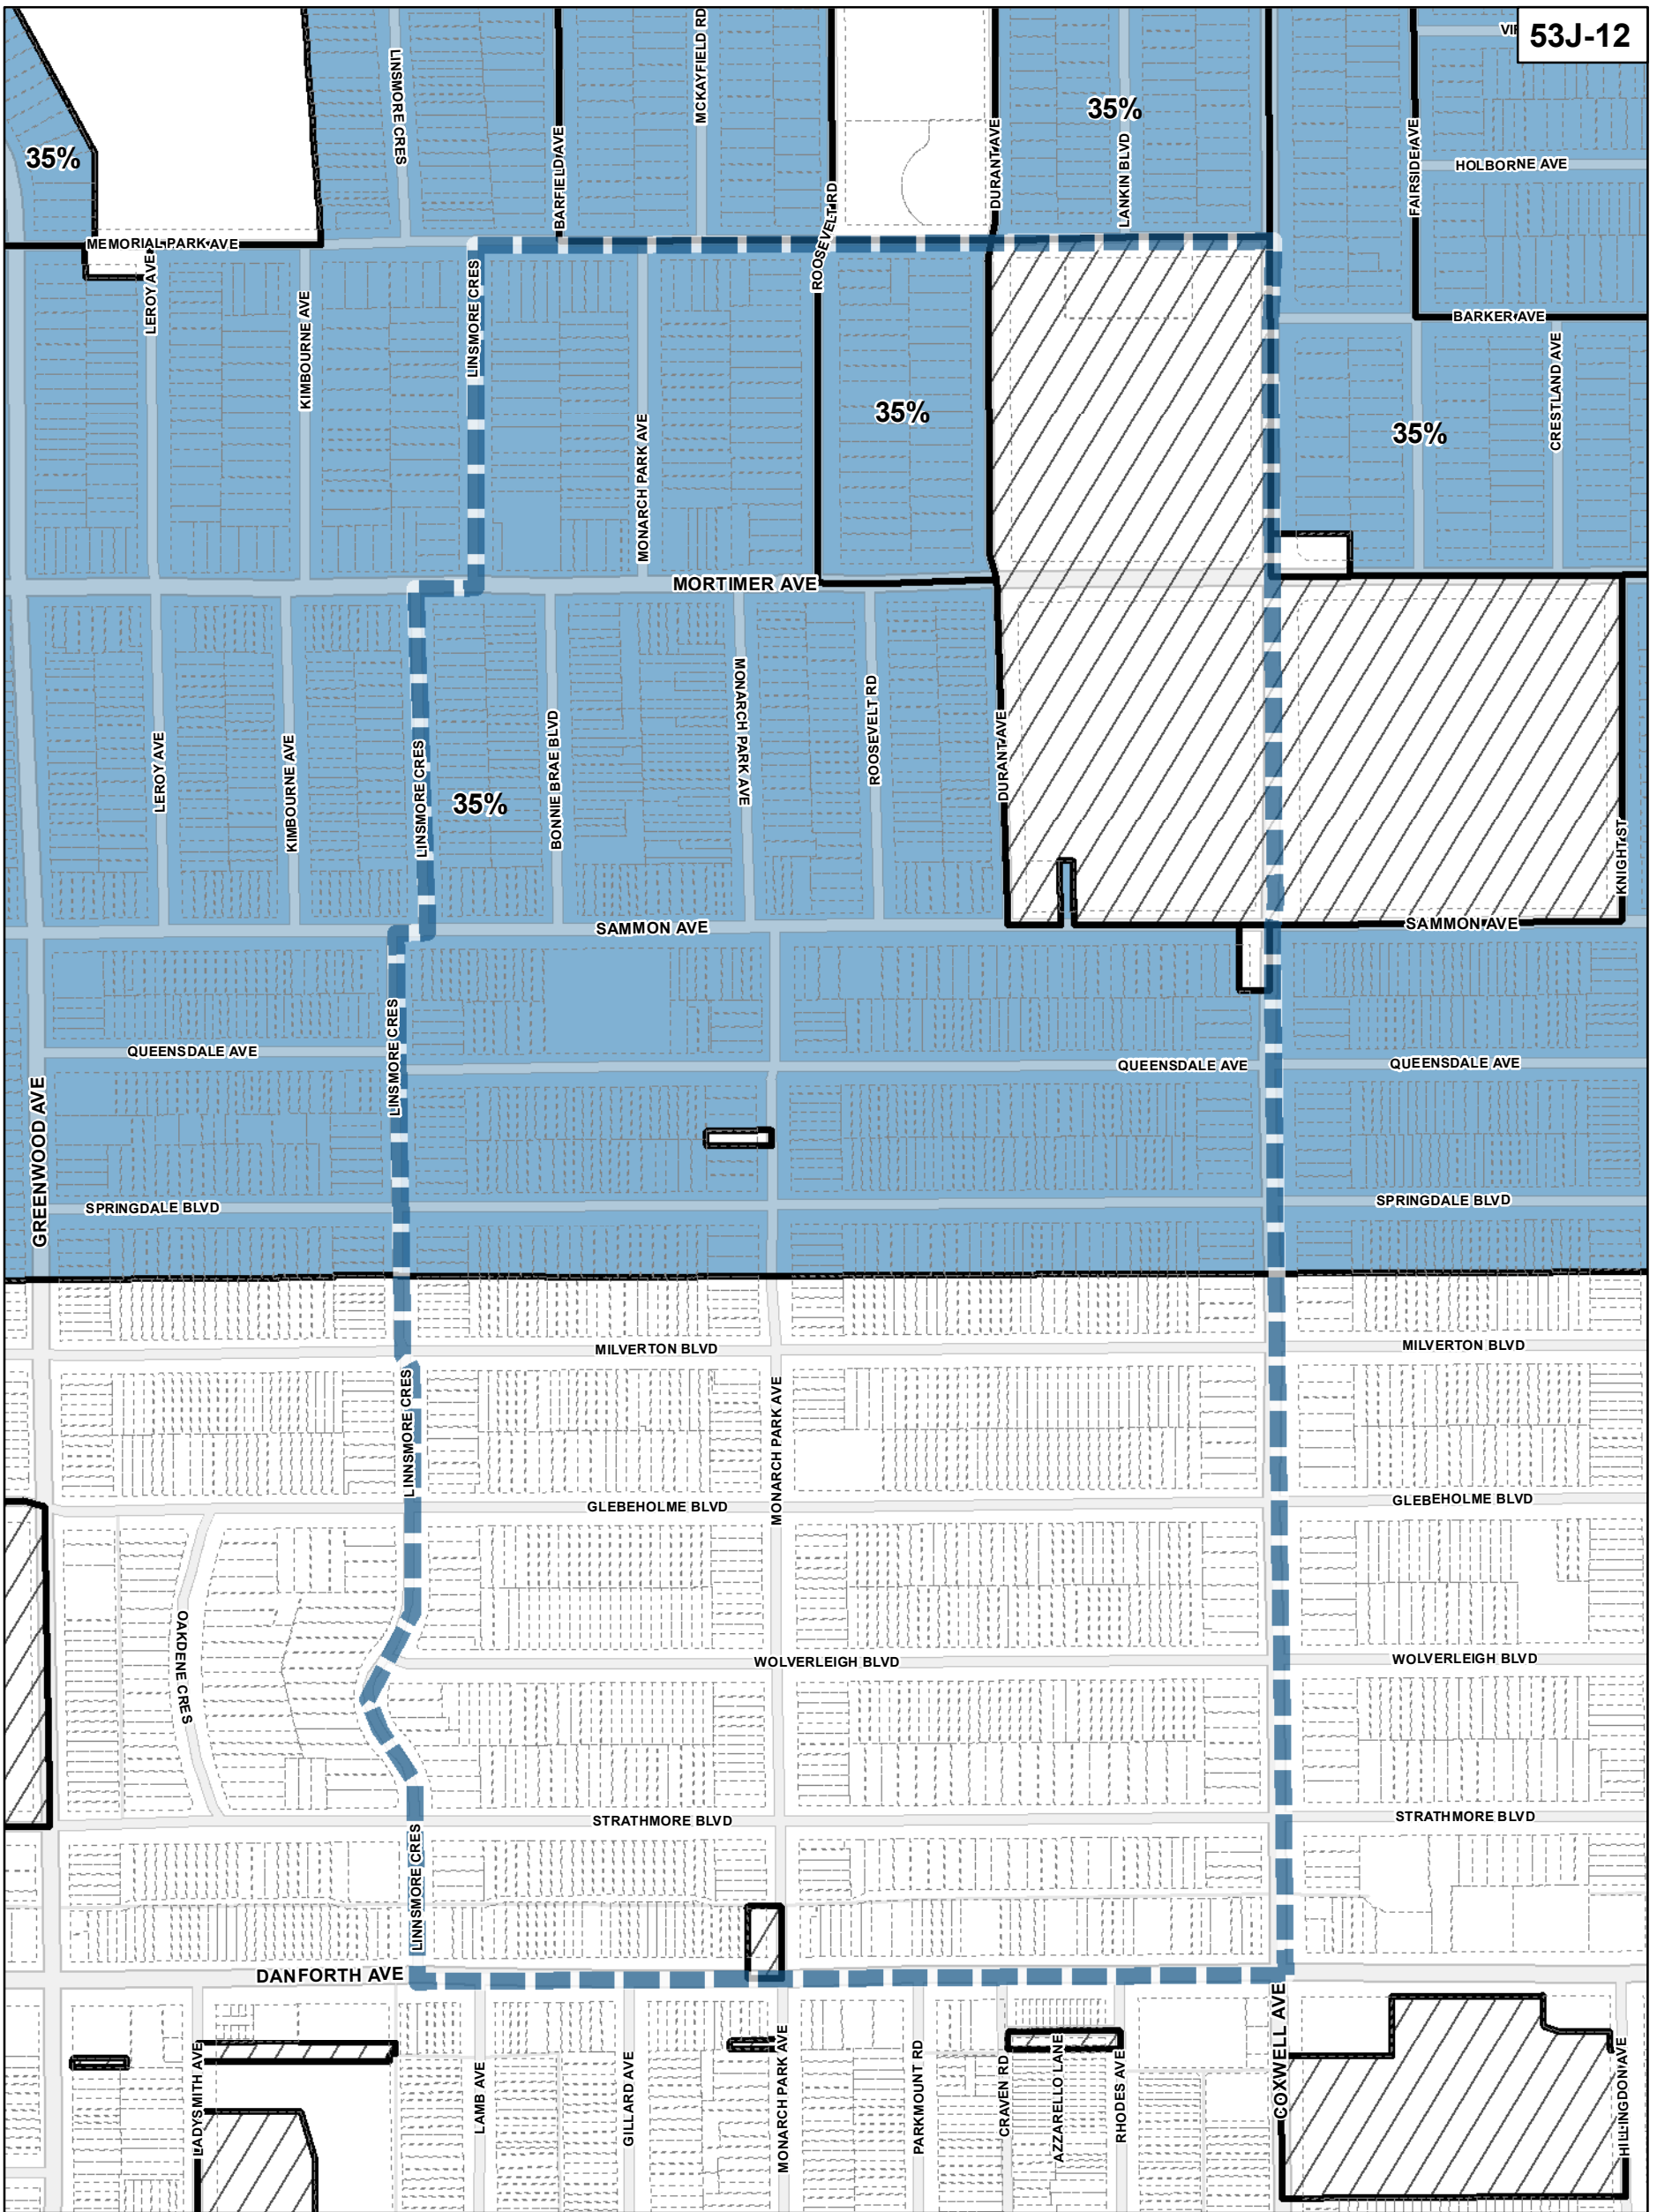 53J-12
LINSMORE CRES
BARFIELD AVE
MCKAYFIELD RD
ROOSEVELT RD
DURANT AVE
35%
LANKIN BLVD
FAIRSIDE AVE
HOLBORNE AVE
35%
MEMORIAL PARK AVE
LEROY AVE
KIMBOURNE AVE
LINSMORE CRES
MONARCH PARK AVE
35%
BARKER AVE
CRESTLAND AVE
35%
MORTIMER AVE
LEROY AVE
KIMBOURNE AVE
LINSMORE CRES
35%
BONNIE BRAE BLVD
MONARCH PARK AVE
ROOSEVELT RD
DURANT AVE
KNIGHT ST
SAMMON AVE
SAMMON AVE
LINSMORE CRES
QUEENSDALE AVE
QUEENSDALE AVE
QUEENSDALE AVE
GREENWOOD AVE
SPRINGDALE BLVD
SPRINGDALE BLVD
MILVERTON BLVD
MILVERTON BLVD
LINNSMORE CRES
MONARCH PARK AVE
GLEBEHOLME BLVD
GLEBEHOLME BLVD
OAKDENE CRES
WOLVERLEIGH BLVD
WOLVERLEIGH BLVD
STRATHMORE BLVD
STRATHMORE BLVD
LINNSMORE CRES
DANFORTH AVE
LADYSMITH AVE
LAMB AVE
GILLARD AVE
MONARCH PARK AVE
PARKMOUNT RD
CRAVEN RD
AZZARELLO LANE
RHODES AVE
COXWELL AVE
HILLINGDON AVE